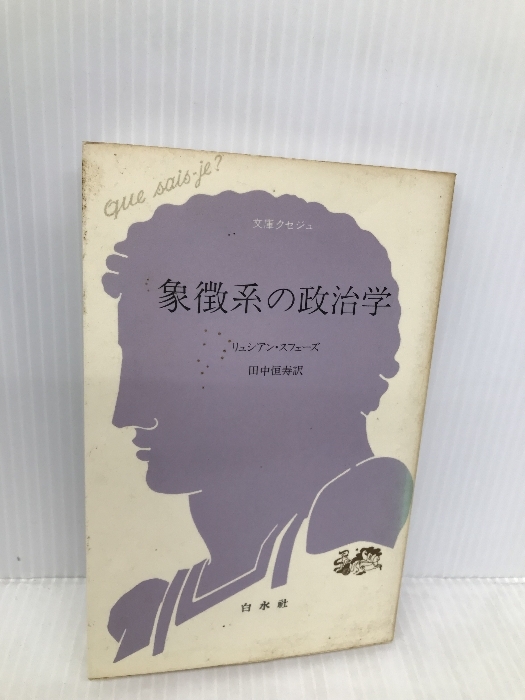 que sais-je?
文庫クセジュ
象徴系の政治学
リュシアン・スフェーズ
田中恒寿訳
白水社